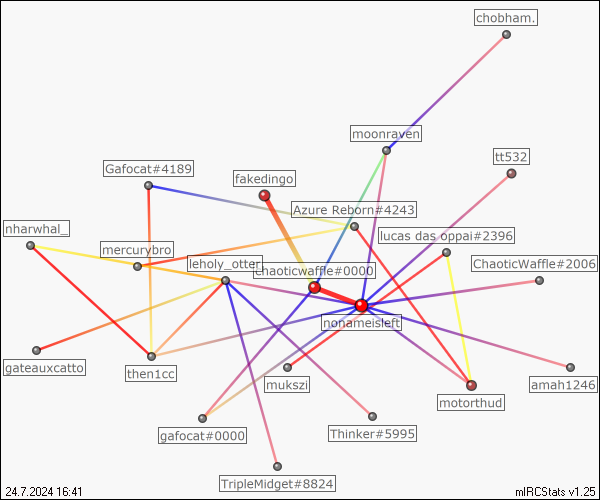 chobham.
moonraven
tt532
Gafocat#4189
fakedingo
Azure Reborn#4243
nharwhal_
lucas das oppai#2396
mercurybro
leholy_otter
chaoticwaffle#0000
ChaoticWaffle#2006
nonameisleft
gateauxcatto
then1cc
mukszi
amah1246
motorthud
gafocat#0000
Thinker#5995
TripleMidget#8824
24.7.2024 16:41
mIRCStats v1.25